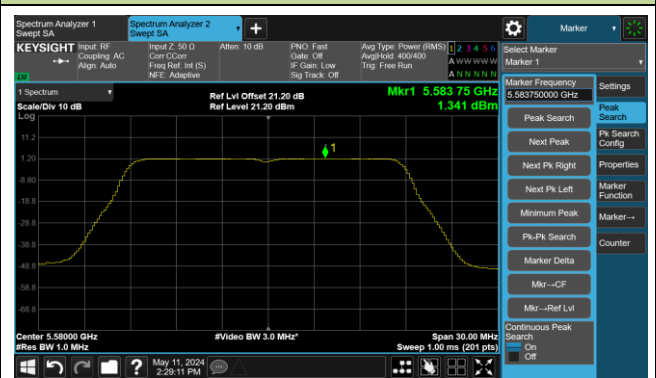 Spectrum Analyzer 1
Swept SA
Spectrum Analyzer 2
Swept SA
+
Marker
KEYSIGHT
Input: RF
Coupling: AC
Align: Auto
Input Z: 50 Ω
Corr CCorr
Freq Ref: Int (S)
NFE: Adaptive
Atten: 10 dB
PNO: Fast
Gate: Off
IF Gain: Low
Sig Track: Off
Avg Type: Power (RMS)
Avg|Hold: 400/400
Trig: Free Run
1 2 3 4 5 6
A W W W W W
A N N N N N
LXI
Select Marker
Marker 1
1 Spectrum
Scale/Div 10 dB
Log
Ref Lvl Offset 21.20 dB
Ref Level 21.20 dBm
Mkr1 5.583 75 GHz
1.341 dBm
11.2
1.20
-8.80
-18.8
-28.8
-38.8
-48.8
-58.8
-68.8
1
Center 5.58000 GHz
#Res BW 1.0 MHz
#Video BW 3.0 MHz*
Span 30.00 MHz
Sweep 1.00 ms (201 pts)
Marker Frequency
5.583750000 GHz
Peak Search
Next Peak
Next Pk Right
Next Pk Left
Minimum Peak
Pk-Pk Search
Marker Delta
Mkr→CF
Mkr→Ref Lvl
Continuous Peak
Search
On
Off
Settings
Peak
Search
Pk Search
Config
Properties
Marker
Function
Marker→
Counter
?
May 11, 2024
2:29:11 PM